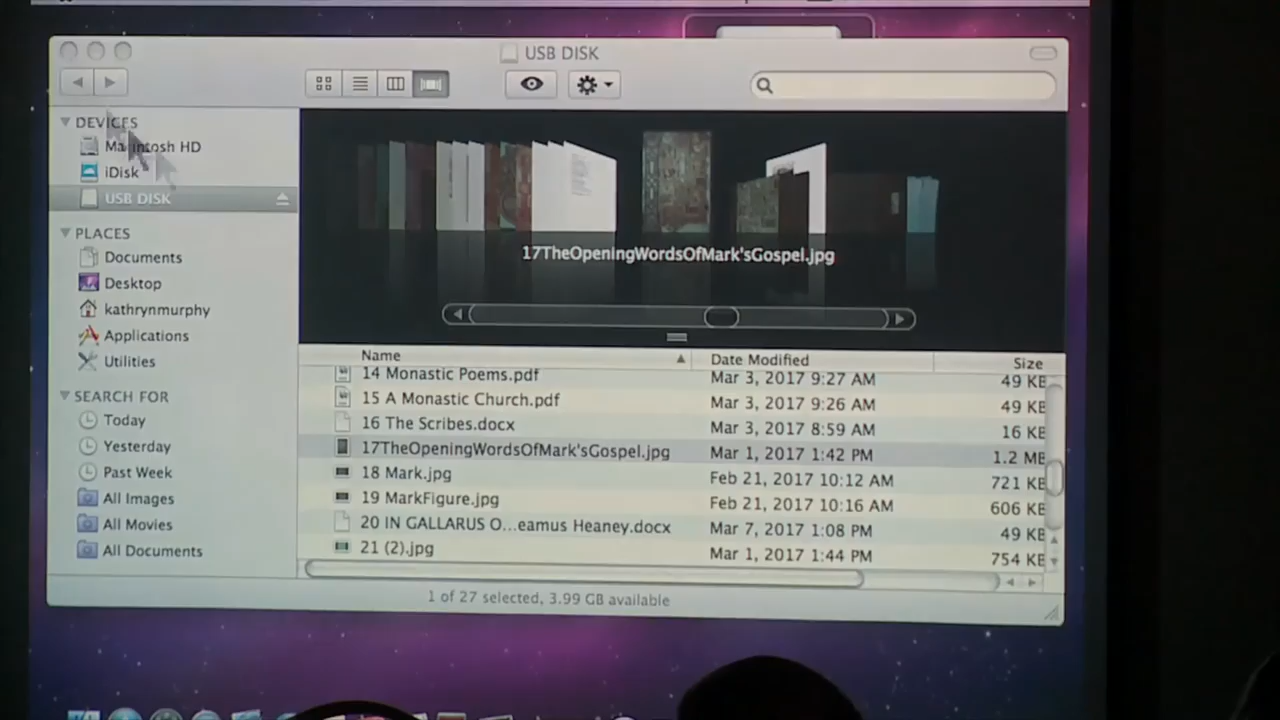 USB DISK
DEVICES
Macintosh HD
iDisk
USB DISK
PLACES
Documents
Desktop
kathrynmurphy
Applications
Utilities
SEARCH FOR
Today
Yesterday
Past Week
All Images
All Movies
All Documents
17TheOpeningWordsOfMark'sGospel.jpg
Name Date Modified Size
14 Monastic Poems.pdf Mar 3, 2017 9:27 AM 49 KB
15 A Monastic Church.pdf Mar 3, 2017 9:26 AM 49 KB
16 The Scribes.docx Mar 3, 2017 8:59 AM 16 KB
17TheOpeningWordsOfMark'sGospel.jpg Mar 1, 2017 1:42 PM 1.2 MB
18 Mark.jpg Feb 21, 2017 10:12 AM 721 KB
19 MarkFigure.jpg Feb 21, 2017 10:16 AM 606 KB
20 IN GALLARUS O...eamus Heaney.docx Mar 7, 2017 1:08 PM 49 KB
21 (2).jpg Mar 1, 2017 1:44 PM 754 KB
1 of 27 selected, 3.99 GB available